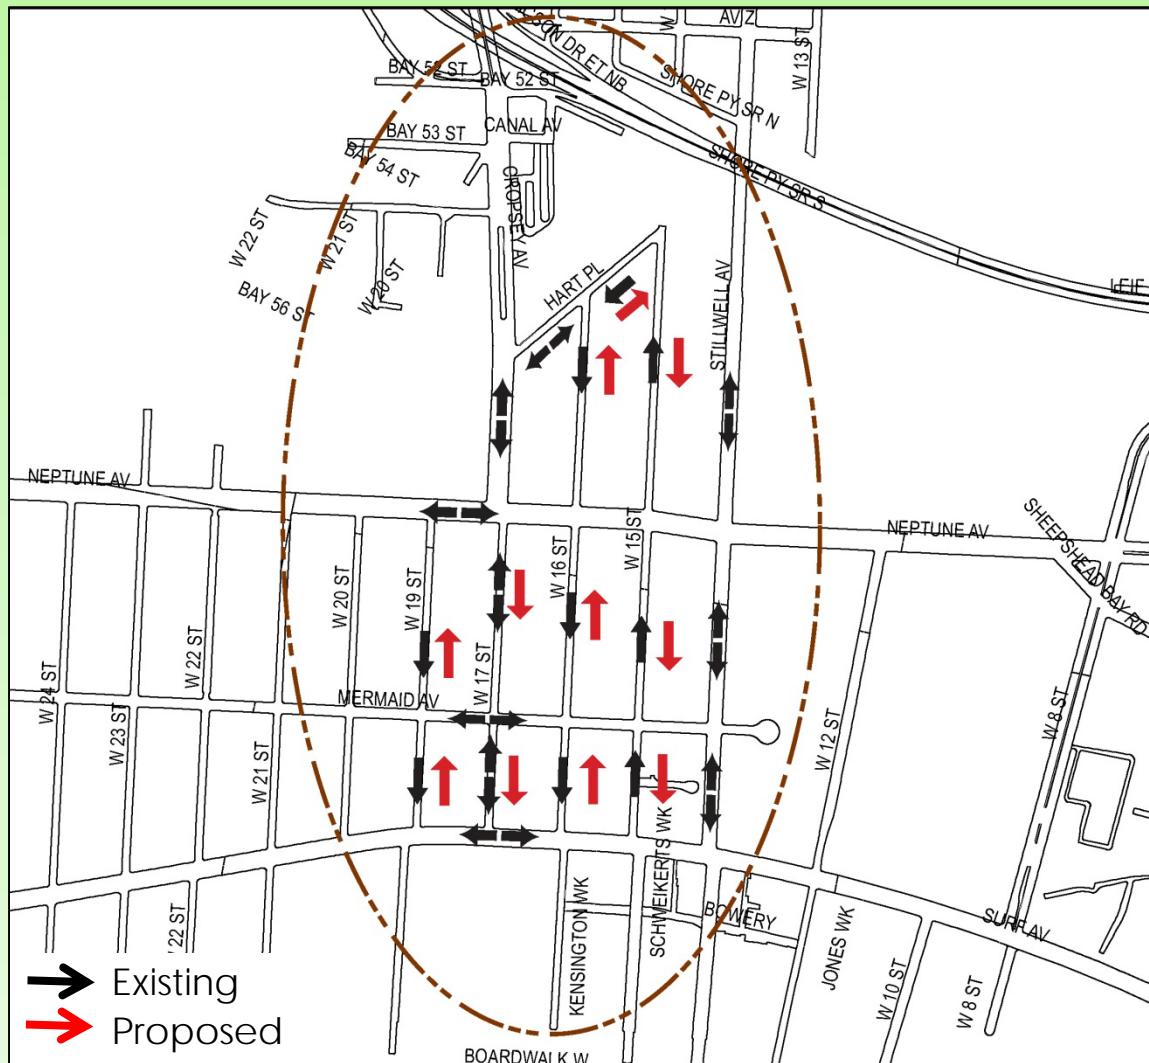 AV Z
W 13 ST
SHORE PY SR N
BAY 52 ST
BAY 52 ST
CANAL AV
BAY 53 ST
BAY 54 ST
SHORE PY SR S
CROPSEY AV
W 22 ST
W 21 ST
W 20 ST
BAY 56 ST
HART PL
STILLWELL AV
LEIF
NEPTUNE AV
NEPTUNE AV
SHEEPSHEAD BAY RD
W 15 ST
W 16 ST
W 19 ST
W 20 ST
W 22 ST
W 17 ST
W 24 ST
W 23 ST
MERMAID AV
W 21 ST
W 12 ST
W 8 ST
SCHWEIKERTS WK
KENSINGTON WK
BOWERY
SURF AV
W 22 ST
JONES WK
W 10 ST
W 8 ST
BOARDWALK W
Existing
Proposed